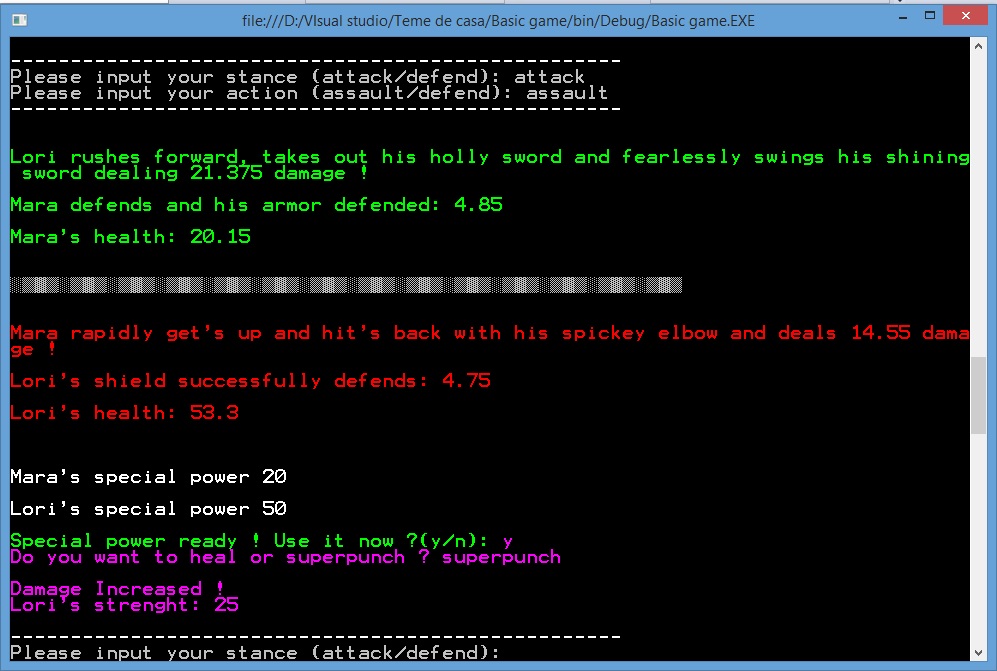 file:///D:/VIsual studio/Teme de casa/Basic game/bin/Debug/Basic game.EXE
---------------------------------------------------
Please input your stance (attack/defend): attack
Please input your action (assault/defend): assault
---------------------------------------------------
Lori rushes forward, takes out his holly sword and fearlessly swings his shining
 sword dealing 21.375 damage !
Mara defends and his armor defended: 4.85
Mara's health: 20.15
Mara rapidly get's up and hit's back with his spickey elbow and deals 14.55 dama
ge !
Lori's shield successfully defends: 4.75
Lori's health: 53.3
Mara's special power 20
Lori's special power 50
Special power ready ! Use it now ?(y/n): y
Do you want to heal or superpunch ? superpunch
Damage Increased !
Lori's strenght: 25
---------------------------------------------------
Please input your stance (attack/defend):